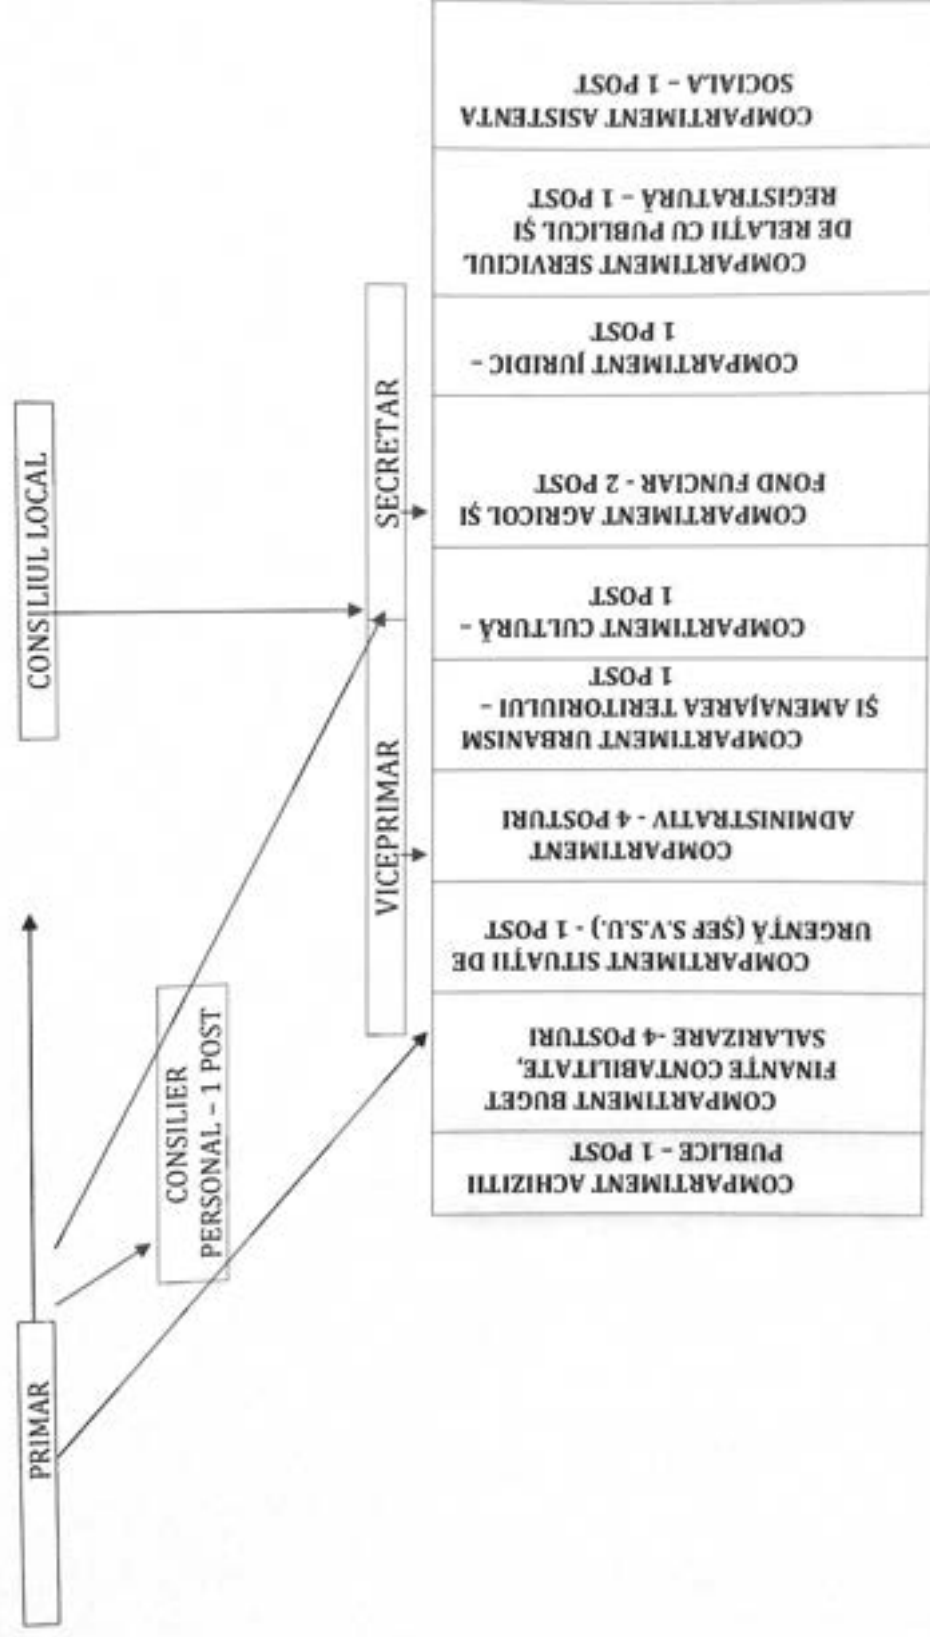 PRIMAR
CONSILIUL LOCAL
CONSILIER
PERSONAL – 1 POST
VICEPRIMAR
SECRETAR
COMPARTIMENT ACHIZITII
PUBLICE – 1 POST
COMPARTIMENT BUGET
FINANȚE CONTABILITATE,
SALARIZARE -4 POSTURI
COMPARTIMENT SITUAȚII DE
URGENȚĂ (ȘEF S.V.S.U.) - 1 POST
COMPARTIMENT
ADMINISTRATIV - 4 POSTURI
COMPARTIMENT URBANISM
ȘI AMENAJAREA TERITORIULUI –
1 POST
COMPARTIMENT CULTURĂ –
1 POST
COMPARTIMENT AGRICOL ȘI
FOND FUNCIAR - 2 POST
COMPARTIMENT JURIDIC –
1 POST
COMPARTIMENT SERVICIUL
DE RELAȚII CU PUBLICUL ȘI
REGISTRATURĂ – 1 POST
COMPARTIMENT ASISTENTA
SOCIALA – 1 POST